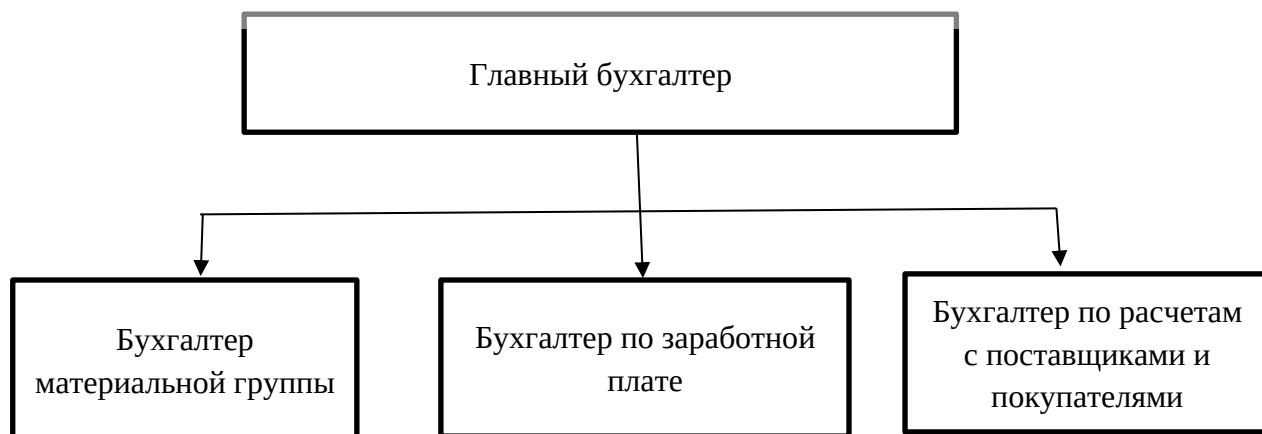 Главный бухгалтер
Бухгалтер
материальной группы
Бухгалтер по заработной
плате
Бухгалтер по расчетам
с поставщиками и
покупателями